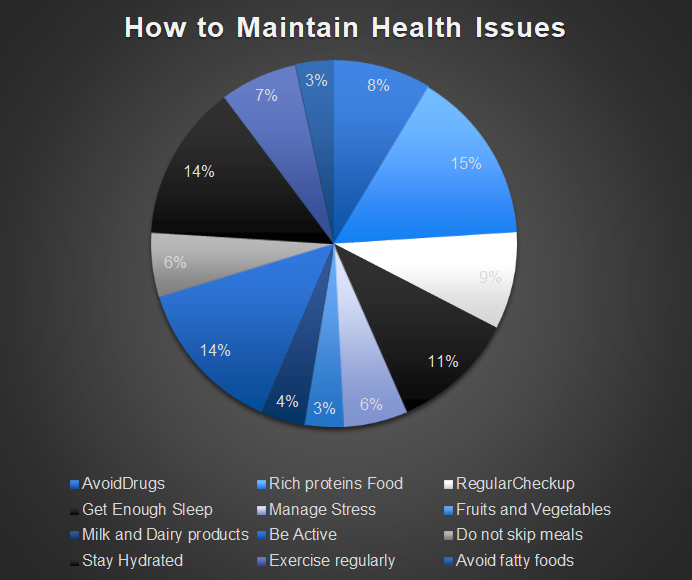 How to Maintain Health Issues
3%
8%
7%
15%
14%
6%
9%
14%
11%
4%
3%
6%
AvoidDrugs
Rich proteins Food
RegularCheckup
Get Enough Sleep
Manage Stress
Fruits and Vegetables
Milk and Dairy products
Be Active
Do not skip meals
Stay Hydrated
Exercise regularly
Avoid fatty foods